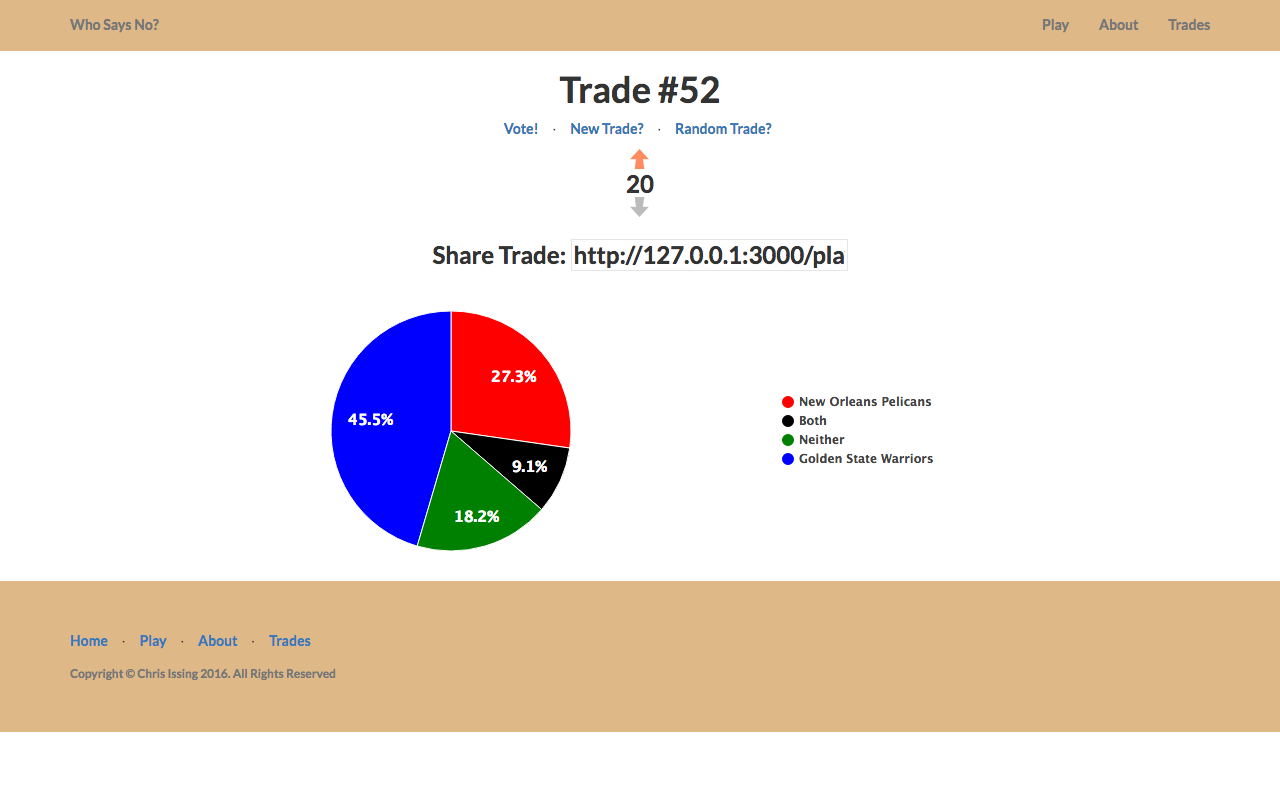 Who Says No? Play About Trades
Trade #52
Vote! · New Trade? · Random Trade?
20
Share Trade: http://127.0.0.1:3000/pla
27.3%
45.5%
9.1%
18.2%
New Orleans Pelicans
Both
Neither
Golden State Warriors
Home · Play · About · Trades
Copyright © Chris Issing 2016. All Rights Reserved